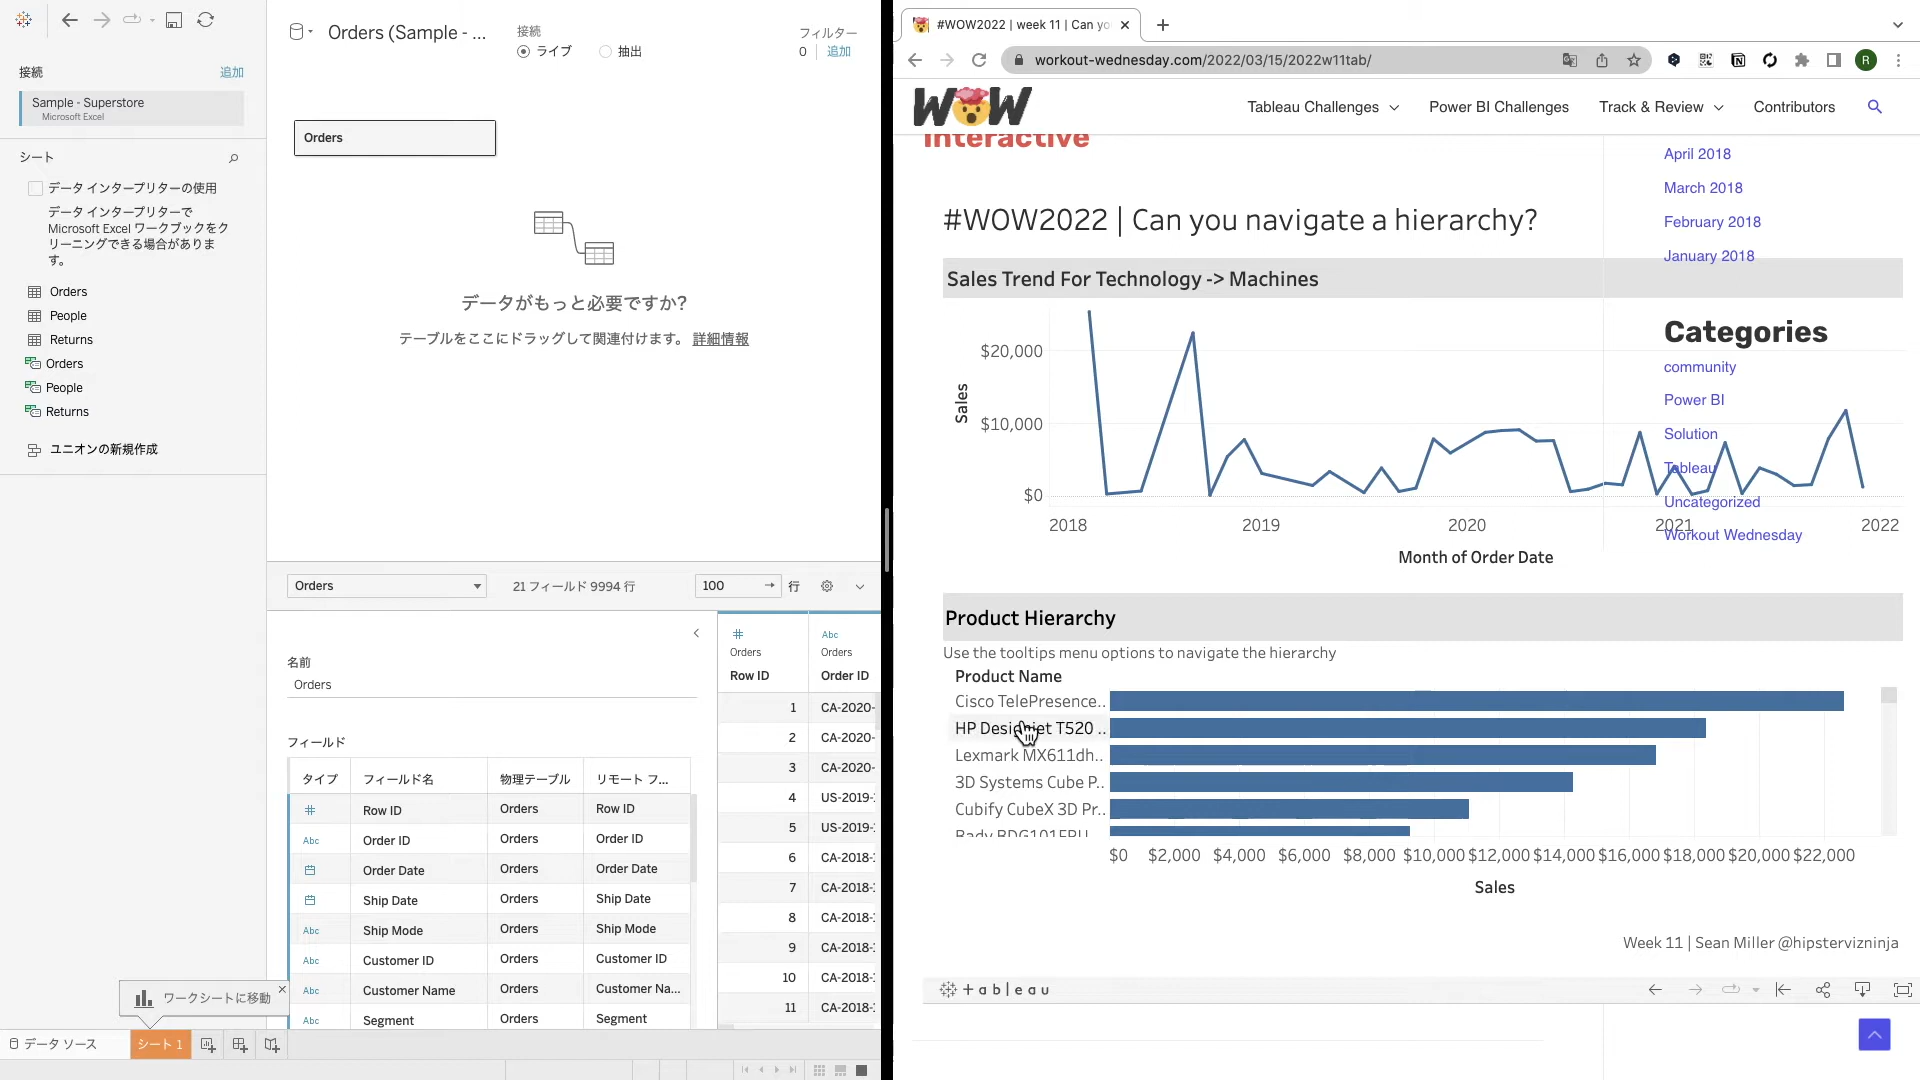 Orders (Sample - ...
接続
ライブ
抽出
フィルター
0
追加
接続
追加
Sample - Superstore
Microsoft Excel
シート
データ インタープリターの使用
データ インタープリターで
Microsoft Excel ワークブックをク
リーニングできる場合がありま
す。
Orders
People
Returns
Orders
People
Returns
ユニオンの新規作成
Orders
データがもっと必要ですか?
テーブルをここにドラッグして関連付けます。 詳細情報
Orders
21 フィールド 9994 行
100
行
名前
Orders
フィールド
タイプ フィールド名 物理テーブル リモート フ...
# Row ID Orders Row ID
Abc Order ID Orders Order ID
Order Date Orders Order Date
Ship Date Orders Ship Date
Abc Ship Mode Orders Ship Mode
Abc Customer ID Orders Customer ID
Abc Customer Name Orders Customer Na...
Abc Segment Orders Segment
# Abc
Orders Orders
Row ID Order ID
1 CA-2020-
2 CA-2020-
3 CA-2020-
4 US-2019-
5 US-2019-
6 CA-2018-
7 CA-2018-
8 CA-2018-
9 CA-2018-
10 CA-2018-
11 CA-2018-
ワークシートに移動
データ ソース
シート 1
#WOW2022 | week 11 | Can yo
workout-wednesday.com/2022/03/15/2022w11tab/
R
WOW
Tableau Challenges
Power BI Challenges
Track & Review
Contributors
Interactive
April 2018
March 2018
February 2018
January 2018
Categories
community
Power BI
Solution
Tableau
Uncategorized
Workout Wednesday
#WOW2022 | Can you navigate a hierarchy?
Sales Trend For Technology -> Machines
Sales
$20,000
$10,000
$0
2018 2019 2020 2021 2022
Month of Order Date
Product Hierarchy
Use the tooltips menu options to navigate the hierarchy
Product Name
Cisco TelePresence..
HP Designjet T520 ..
Lexmark MX611dh..
3D Systems Cube P..
Cubify CubeX 3D Pr..
$0 $2,000 $4,000 $6,000 $8,000 $10,000 $12,000 $14,000 $16,000 $18,000 $20,000 $22,000
Sales
Week 11 | Sean Miller @hipstervizninja
+ a b | e a u